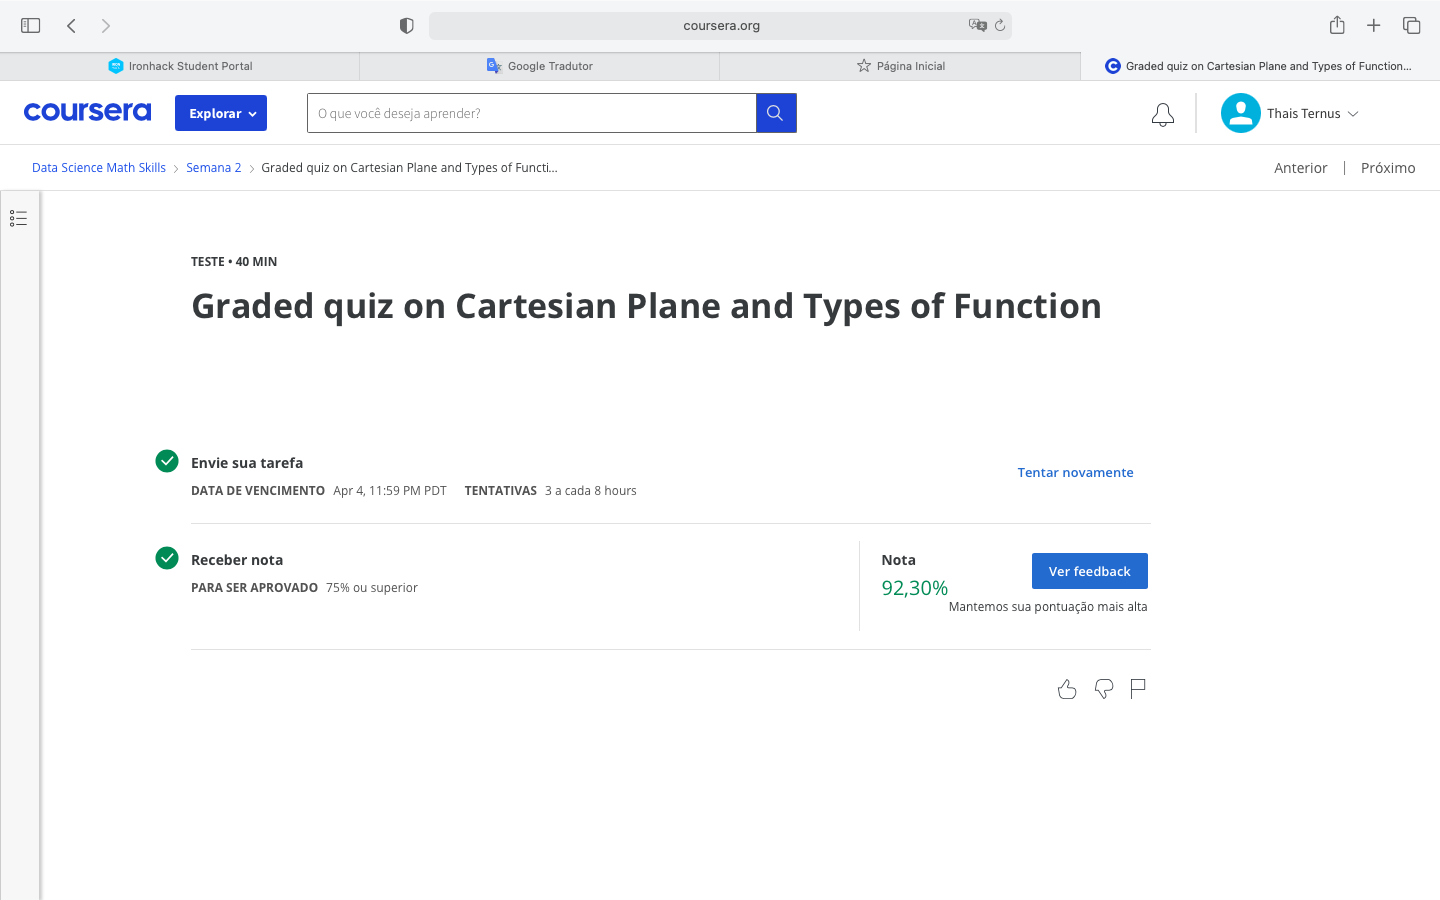 coursera.org
Ironhack Student Portal
Google Tradutor
Página Inicial
Graded quiz on Cartesian Plane and Types of Function...
coursera
Explorar
O que você deseja aprender?
Thais Ternus
Data Science Math Skills
Semana 2
Graded quiz on Cartesian Plane and Types of Functi...
Anterior
Próximo
TESTE • 40 MIN
Graded quiz on Cartesian Plane and Types of Function
Envie sua tarefa
Tentar novamente
DATA DE VENCIMENTO Apr 4, 11:59 PM PDT TENTATIVAS 3 a cada 8 hours
Receber nota
PARA SER APROVADO 75% ou superior
Nota
92,30%
Ver feedback
Mantemos sua pontuação mais alta